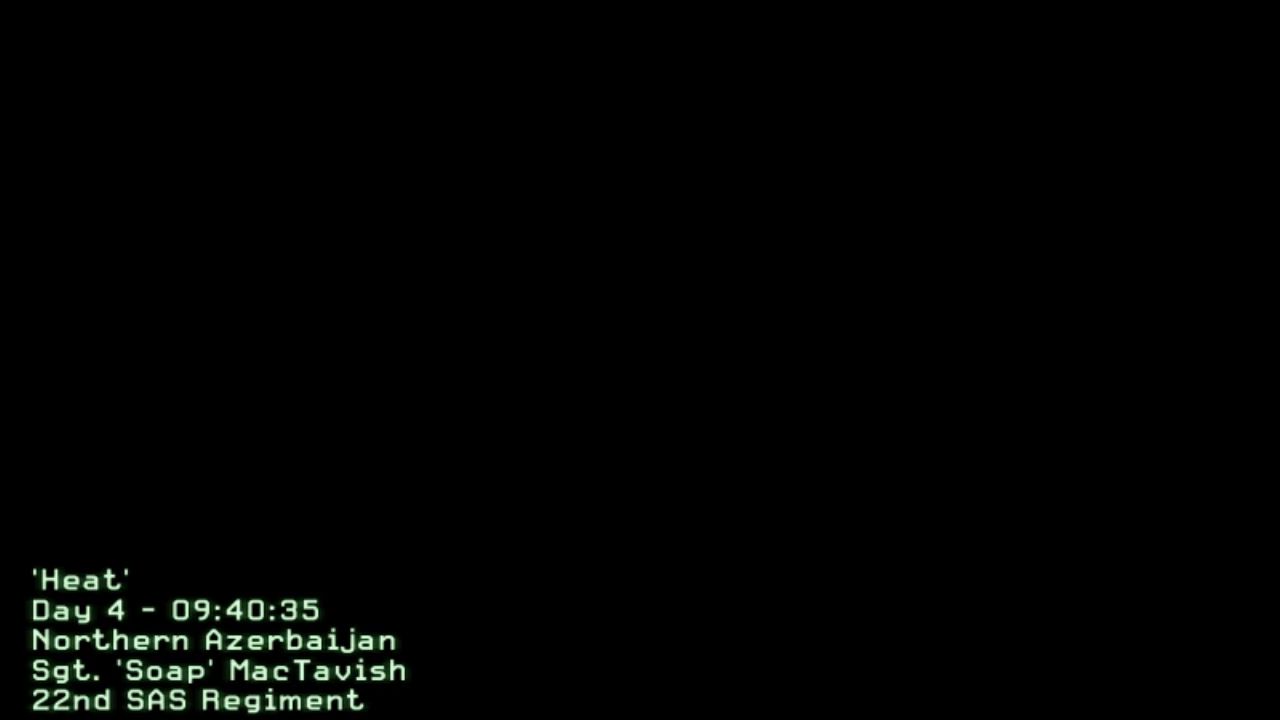 'Heat'
Day 4 - 09:40:35
Northern Azerbaijan
Sgt. 'Soap' MacTavish
22nd SAS Regiment